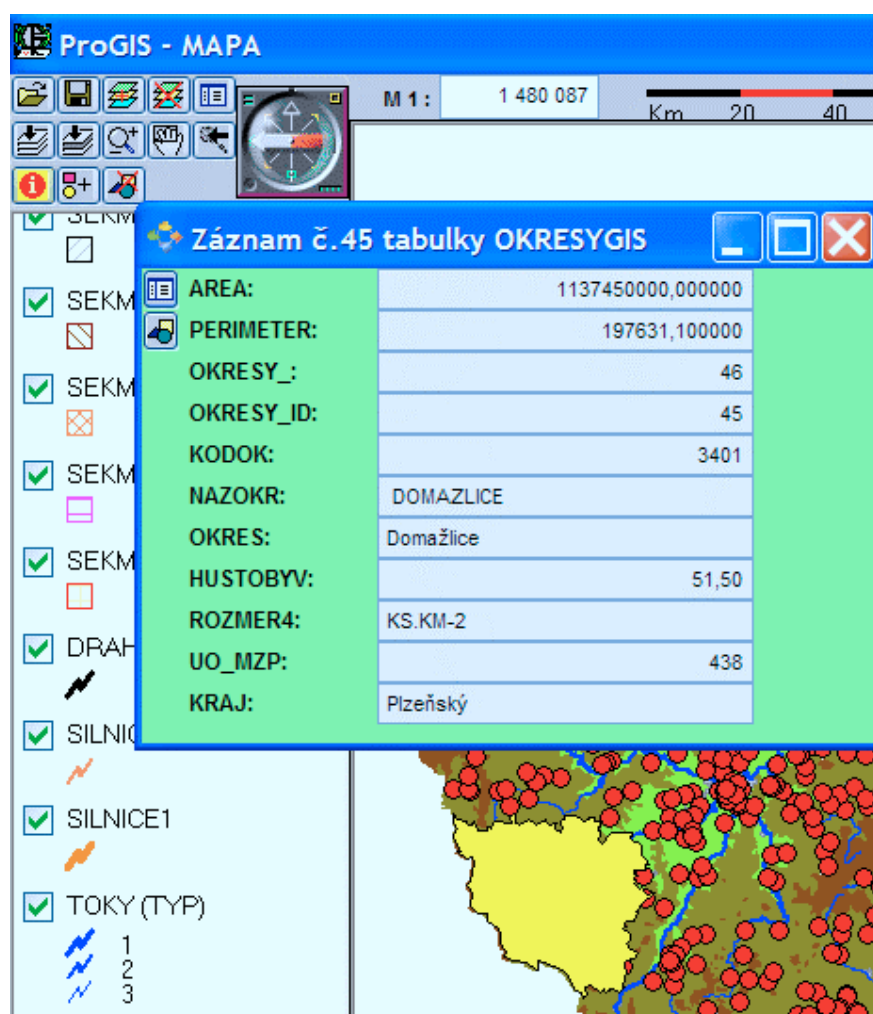 ProGIS - MAPA
M 1 : 1 480 087
Km 20 40
Záznam č.45 tabulky OKRESYGIS
AREA: 1137450000,000000
PERIMETER: 197631,100000
OKRESY_: 46
OKRESY_ID: 45
KODOK: 3401
NAZOKR: DOMAZLICE
OKRES: Domažlice
HUSTOBYV: 51,50
ROZMER4: KS.KM-2
UO_MZP: 438
KRAJ: Plzeňský
SEKM
SEKM
SEKM
SEKM
SEKM
DRAH
SILNIC
SILNICE1
TOKY (TYP)
1
2
3